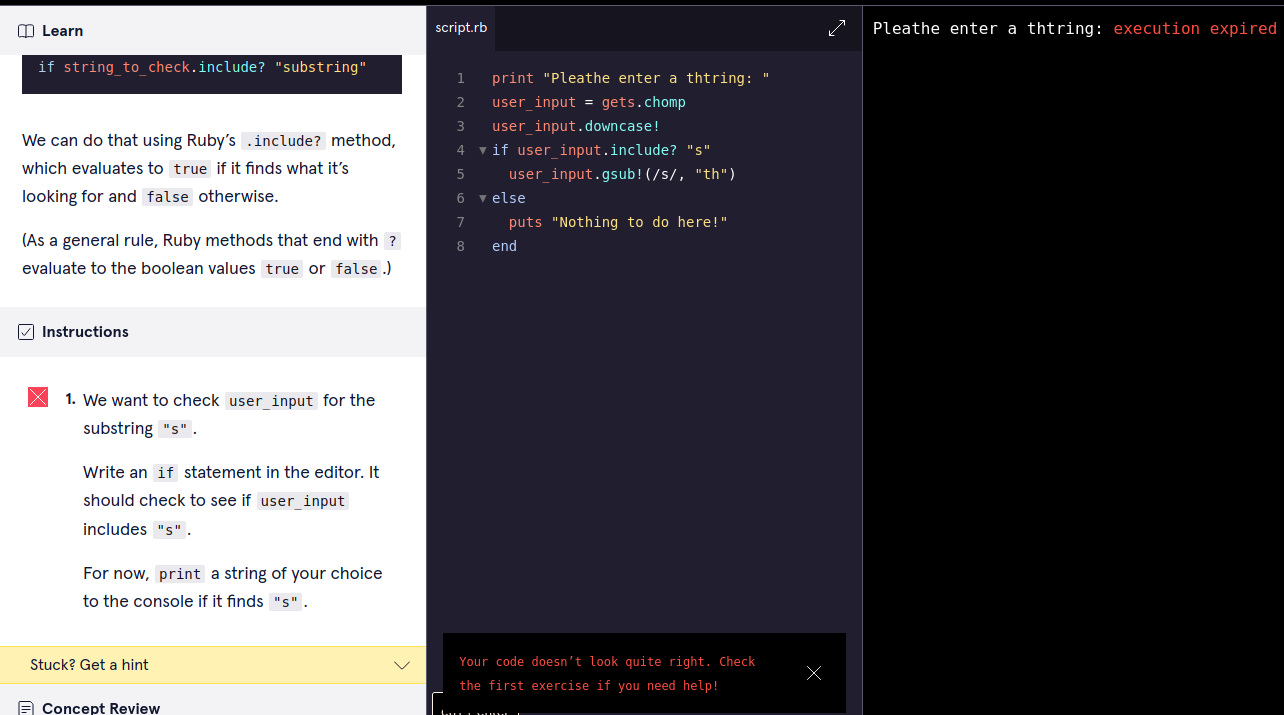 Learn
if string_to_check.include? "substring"
We can do that using Ruby’s .include? method,
which evaluates to true if it finds what it’s
looking for and false otherwise.
(As a general rule, Ruby methods that end with ?
evaluate to the boolean values true or false.)
Instructions
1. We want to check user_input for the
substring "s".
Write an if statement in the editor. It
should check to see if user_input
includes "s".
For now, print a string of your choice
to the console if it finds "s".
Stuck? Get a hint
Concept Review
script.rb
1 print "Pleathe enter a thtring: "
2 user_input = gets.chomp
3 user_input.downcase!
4 if user_input.include? "s"
5 user_input.gsub!(/s/, "th")
6 else
7 puts "Nothing to do here!"
8 end
Your code doesn’t look quite right. Check
the first exercise if you need help!
Pleathe enter a thtring: execution expired